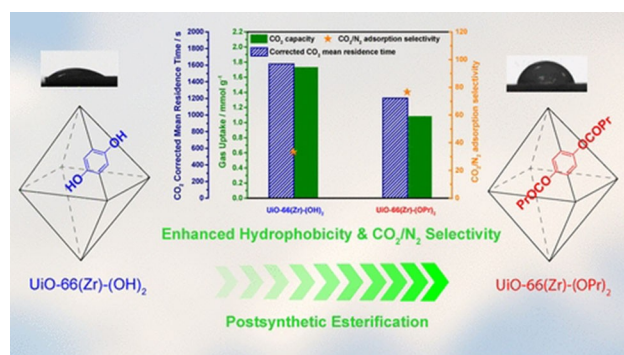 CO2 Corrected Mean Residence Time / s
2000
1800
1600
1400
1200
1000
800
600
400
200
0
Gas Uptake / mmol g-1
2.2
2.0
1.8
1.6
1.4
1.2
1.0
0.8
0.6
0.4
0.2
0.0
CO2 capacity
CO2/N2 adsorption selectivity
Corrected CO2 mean residence time
120
100
80
60
40
20
0
CO2/N2 adsorption selectivity
UiO-66(Zr)-(OH)2
UiO-66(Zr)-(OPr)2
OH
HO
OCOPr
PrOCO
Enhanced Hydrophobicity & CO2/N2 Selectivity
UiO-66(Zr)-(OH)2
UiO-66(Zr)-(OPr)2
Postsynthetic Esterification